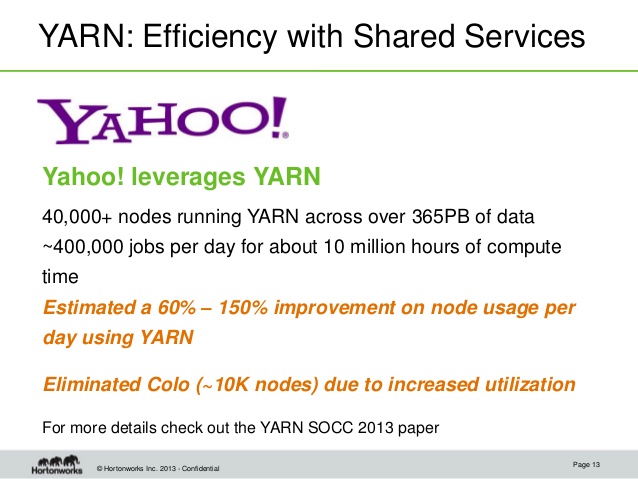 YARN: Efficiency with Shared Services
YAHOO!
Yahoo! leverages YARN
40,000+ nodes running YARN across over 365PB of data
~400,000 jobs per day for about 10 million hours of compute
time
Estimated a 60% – 150% improvement on node usage per
day using YARN
Eliminated Colo (~10K nodes) due to increased utilization
For more details check out the YARN SOCC 2013 paper
Hortonworks
© Hortonworks Inc. 2013 - Confidential
Page 13